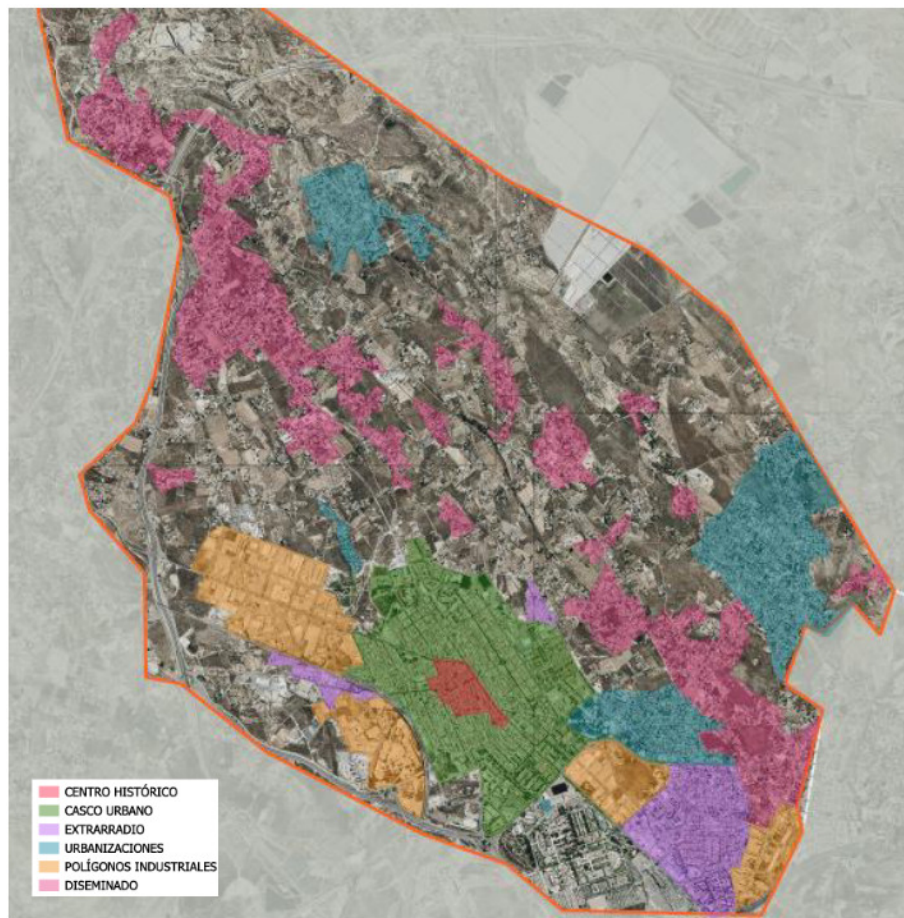 CENTRO HISTÓRICO
CASCO URBANO
EXTRARRADIO
URBANIZACIONES
POLÍGONOS INDUSTRIALES
DISEMINADO